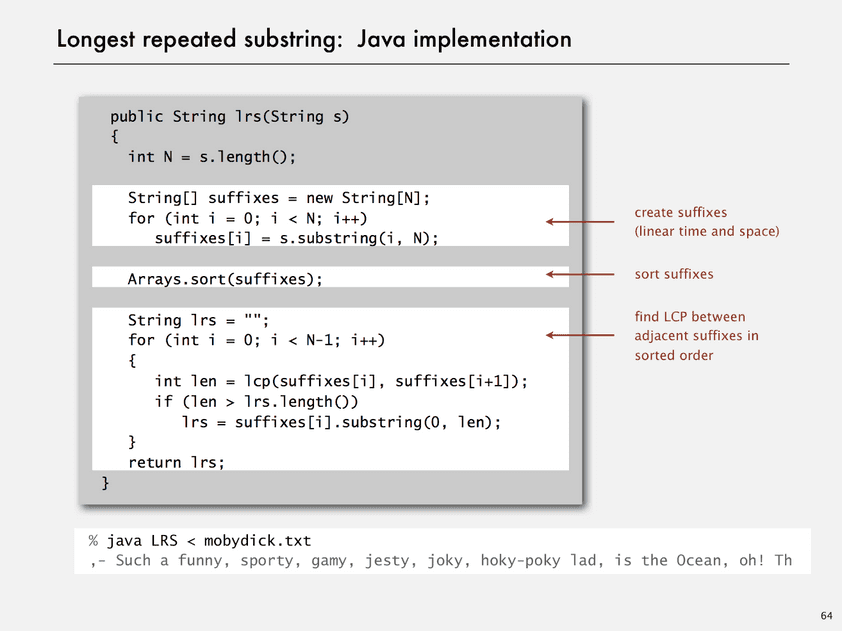 Longest repeated substring: Java implementation
public String lrs(String s)
{
int N = s.length();
String[] suffixes = new String[N];
for (int i = 0; i < N; i++)
suffixes[i] = s.substring(i, N);
create suffixes
(linear time and space)
Arrays.sort(suffixes);
sort suffixes
String lrs = "";
for (int i = 0; i < N-1; i++)
{
int len = lcp(suffixes[i], suffixes[i+1]);
if (len > lrs.length())
lrs = suffixes[i].substring(0, len);
}
return lrs;
}
find LCP between
adjacent suffixes in
sorted order
% java LRS < mobydick.txt
,- Such a funny, sporty, gamy, jesty, joky, hoky-poky lad, is the Ocean, oh! Th
64